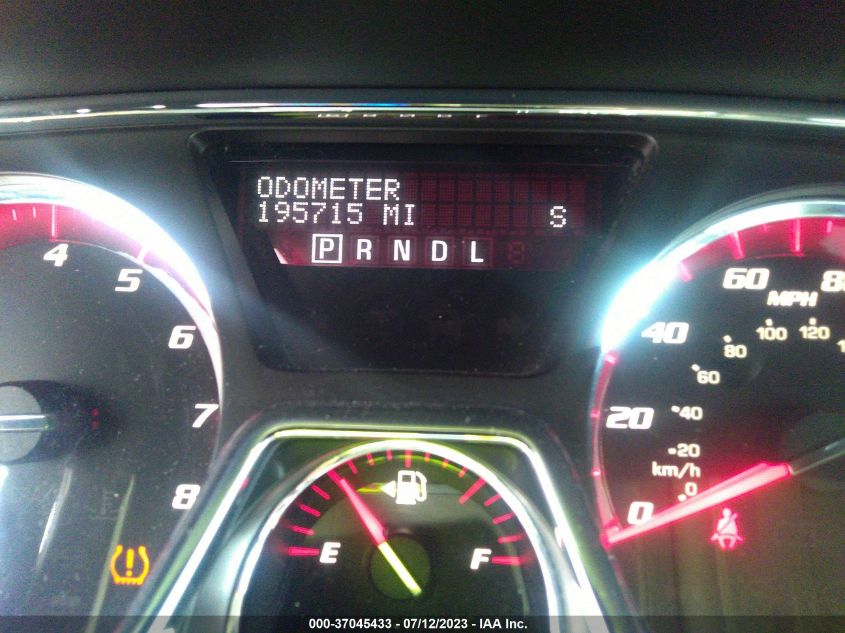 ODOMETER
195715 MI S
P R N D L
4 5 6 7 8
0 20 40 60
MPH
0 20 40 60 80 100 120
km/h
E F
000-37045433 - 07/12/2023 - IAA Inc.